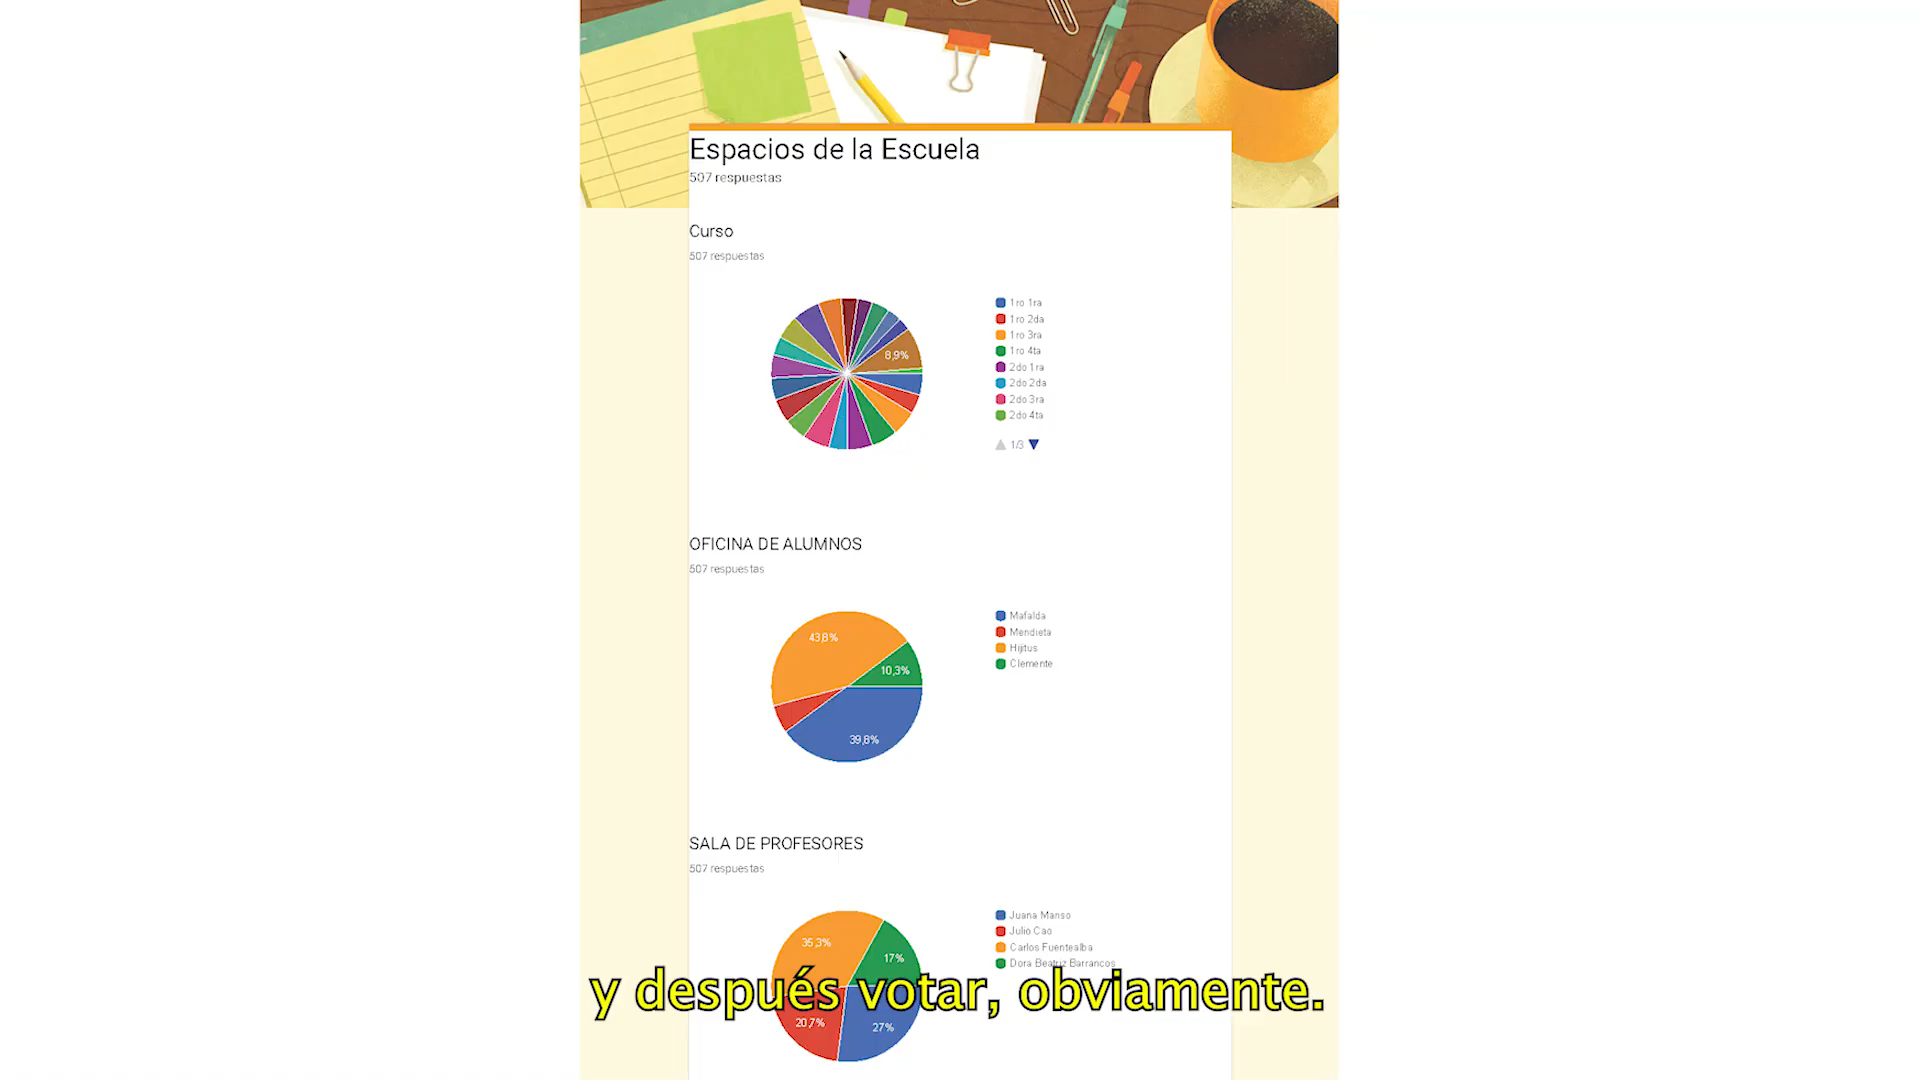 Espacios de la Escuela
507 respuestas
Curso
507 respuestas
8,9%
1ro 1ra
1ro 2da
1ro 3ra
1ro 4ta
2do 1ra
2do 2da
2do 3ra
2do 4ta
1/3
OFICINA DE ALUMNOS
507 respuestas
43,8%
10,3%
39,8%
Mafalda
Mendieta
Hijitus
Clemente
SALA DE PROFESORES
507 respuestas
35,3%
17%
20,7%
27%
Juana Manso
Julio Cao
Carlos Fuentealba
Dora Beatriz Barrancos
y después votar, obviamente.